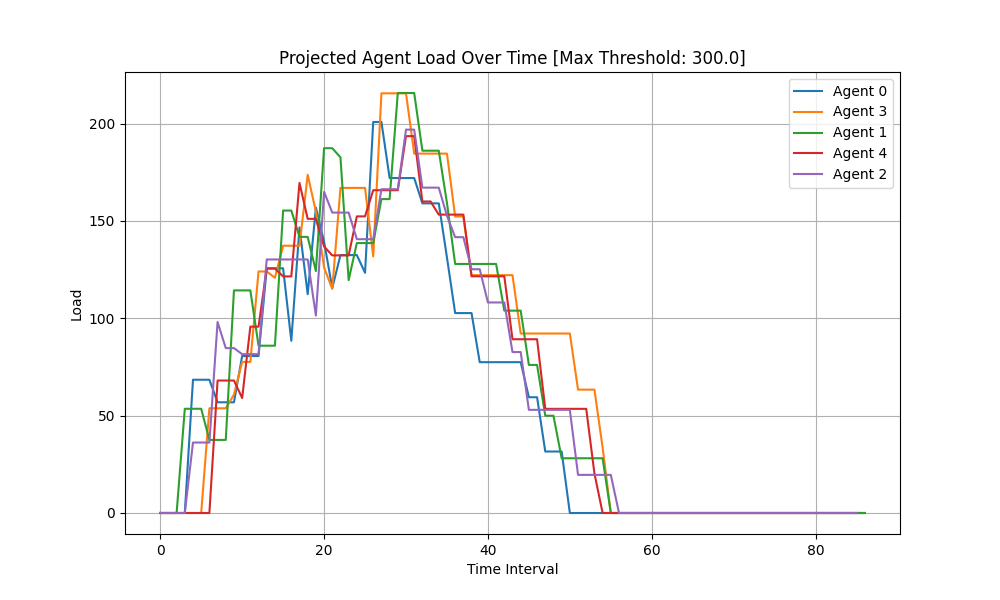 Projected Agent Load Over Time [Max Threshold: 300.0]
Agent 0
Agent 3
Agent 1
Agent 4
Agent 2
Load
200
150
100
50
0
0 20 40 60 80
Time Interval